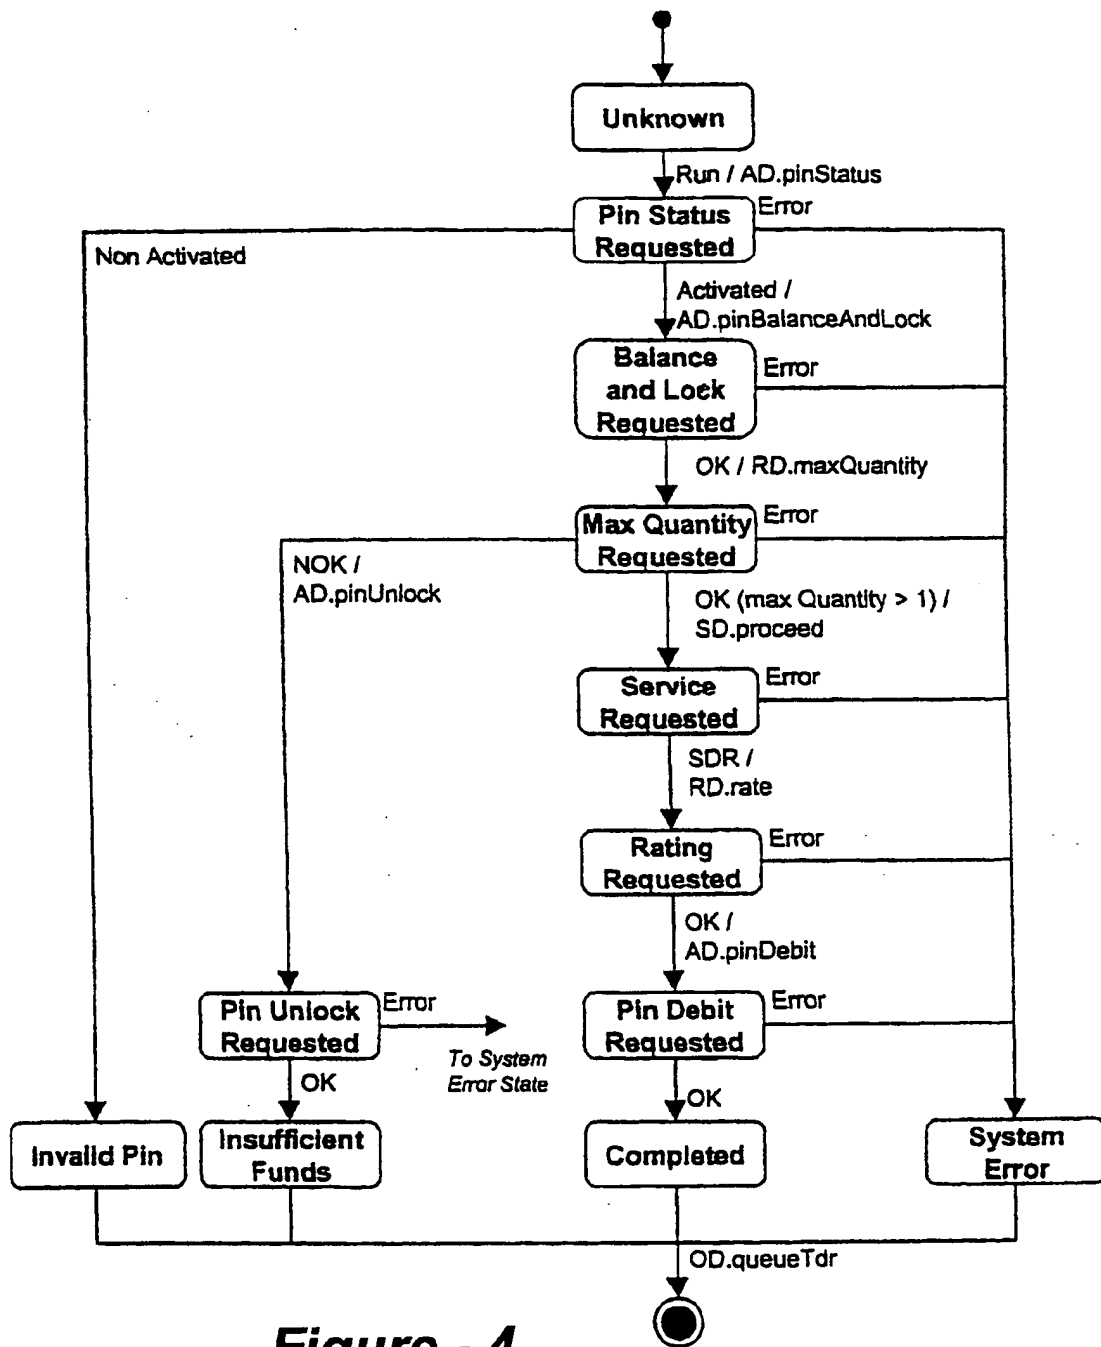 Unknown
Run / AD.pinStatus
Pin Status
Requested
Error
Non Activated
Activated /
AD.pinBalanceAndLock
Balance
and Lock
Requested
Error
OK / RD.maxQuantity
Max Quantity
Requested
Error
NOK /
AD.pinUnlock
OK (max Quantity > 1) /
SD.proceed
Service
Requested
Error
SDR /
RD.rate
Rating
Requested
Error
OK /
AD.pinDebit
Pin Unlock
Requested
Error
To System
Error State
Pin Debit
Requested
Error
OK
OK
Invalid Pin
Insufficient
Funds
Completed
System
Error
OD.queueTdr
Figure - 4